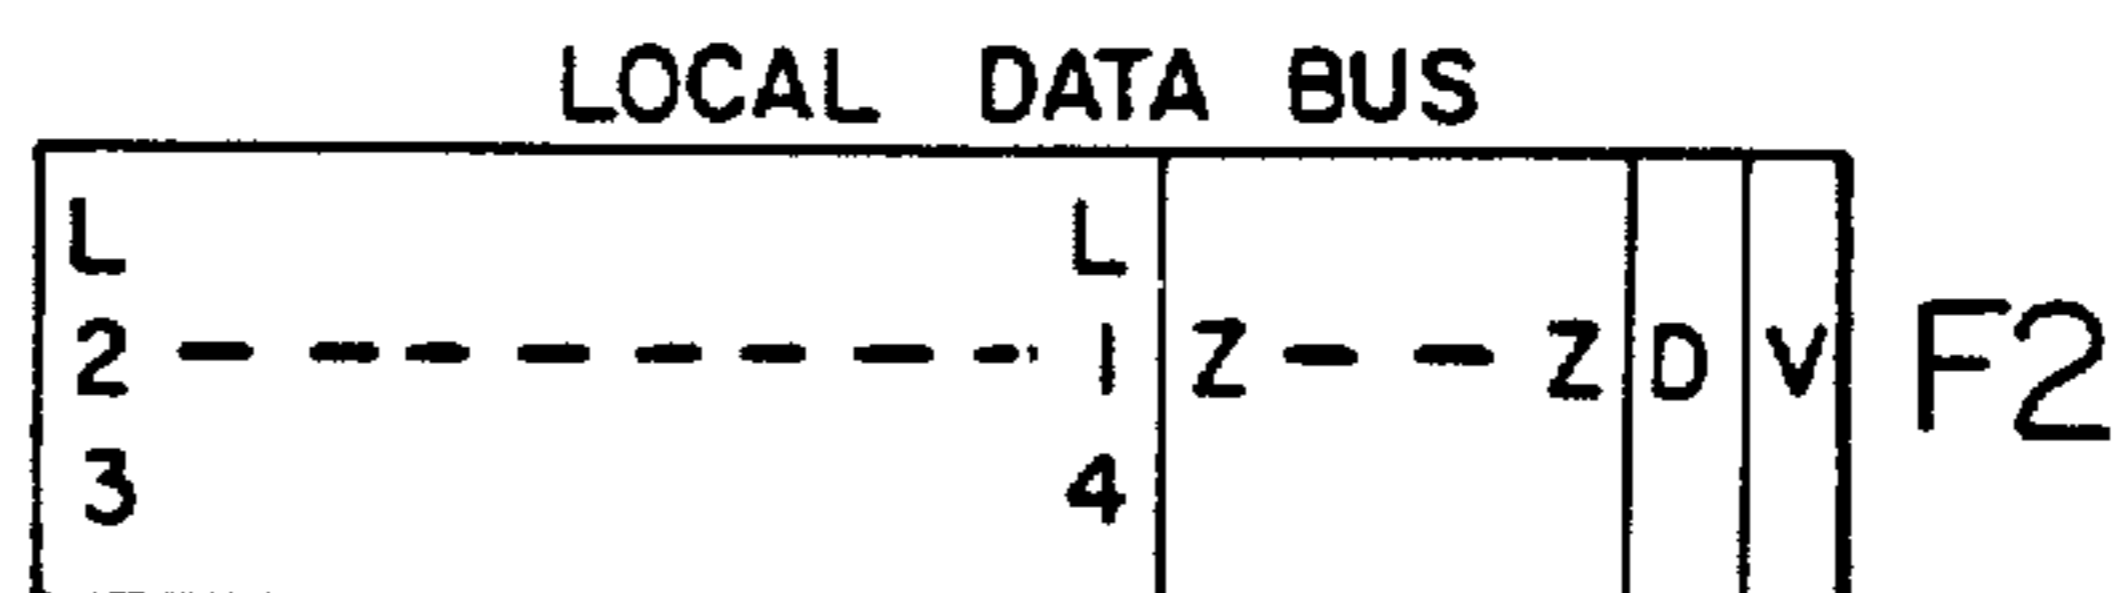 LOCAL DATA BUS
L L
2 - - - - - - - - 1 Z - - Z D V F2
3 4